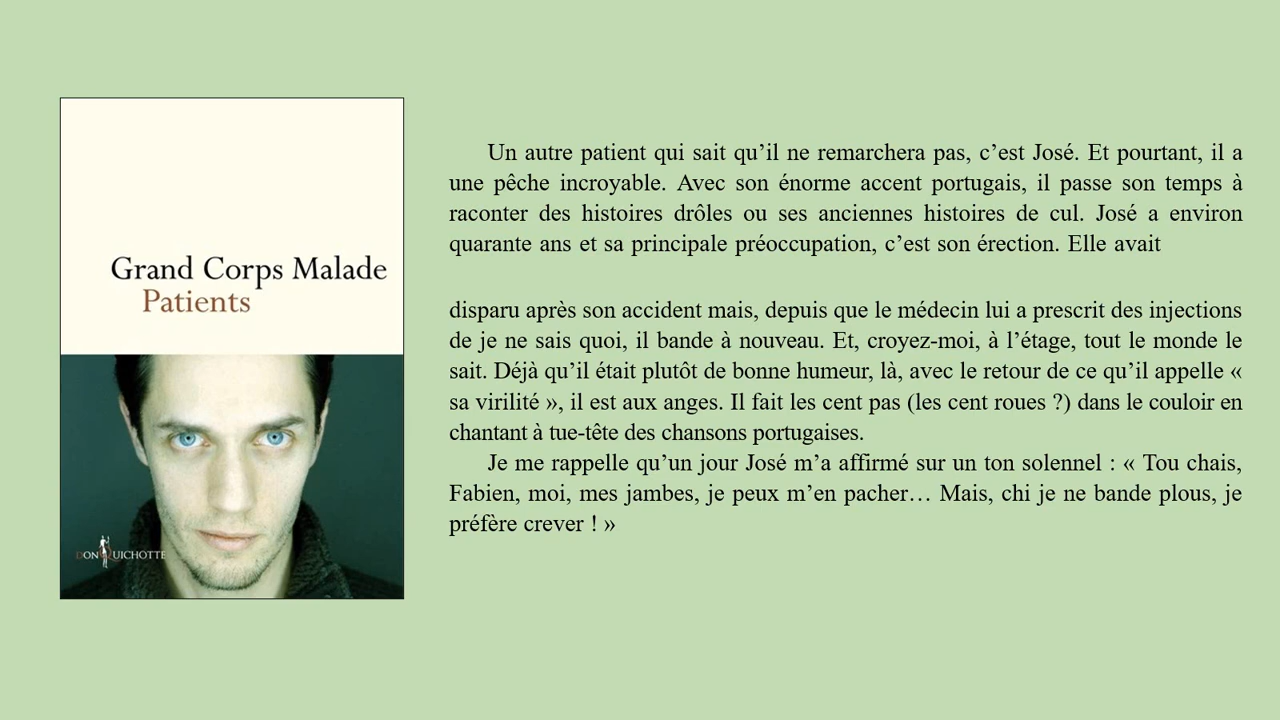 Grand Corps Malade
Patients
DON QUICHOTTE
Un autre patient qui sait qu’il ne remarchera pas, c’est José. Et pourtant, il a
une pêche incroyable. Avec son énorme accent portugais, il passe son temps à
raconter des histoires drôles ou ses anciennes histoires de cul. José a environ
quarante ans et sa principale préoccupation, c’est son érection. Elle avait
disparu après son accident mais, depuis que le médecin lui a prescrit des injections
de je ne sais quoi, il bande à nouveau. Et, croyez-moi, à l’étage, tout le monde le
sait. Déjà qu’il était plutôt de bonne humeur, là, avec le retour de ce qu’il appelle «
sa virilité », il est aux anges. Il fait les cent pas (les cent roues ?) dans le couloir en
chantant à tue-tête des chansons portugaises.
Je me rappelle qu’un jour José m’a affirmé sur un ton solennel : « Tou chais,
Fabien, moi, mes jambes, je peux m’en pacher… Mais, chi je ne bande plous, je
préfère crever ! »